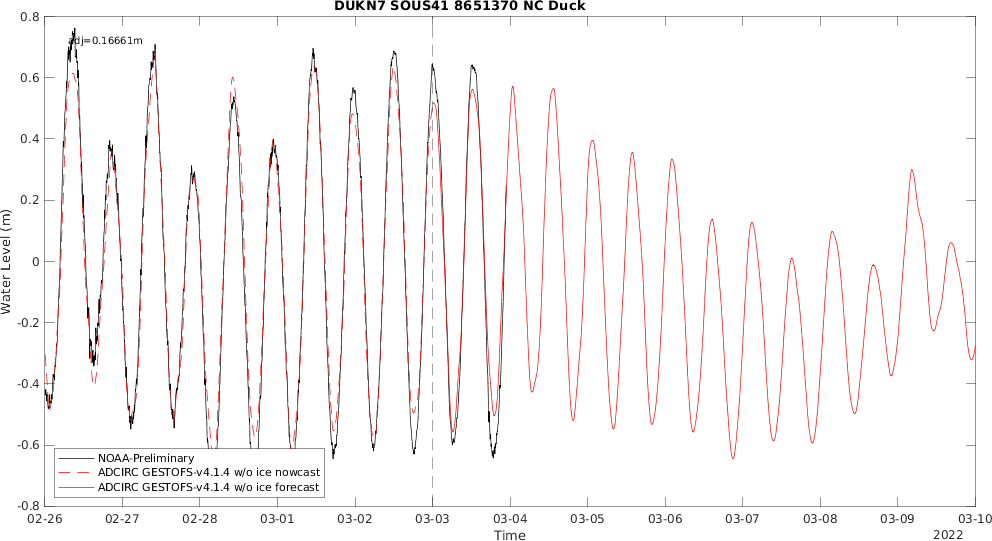 DUKN7 SOUS41 8651370 NC Duck
adj=0.16661m
Water Level (m)
0.8
0.6
0.4
0.2
0
-0.2
-0.4
-0.6
-0.8
NOAA-Preliminary
ADCIRC GESTOFS-v4.1.4 w/o ice nowcast
ADCIRC GESTOFS-v4.1.4 w/o ice forecast
02-26 02-27 02-28 03-01 03-02 03-03 03-04 03-05 03-06 03-07 03-08 03-09 03-10
Time
2022